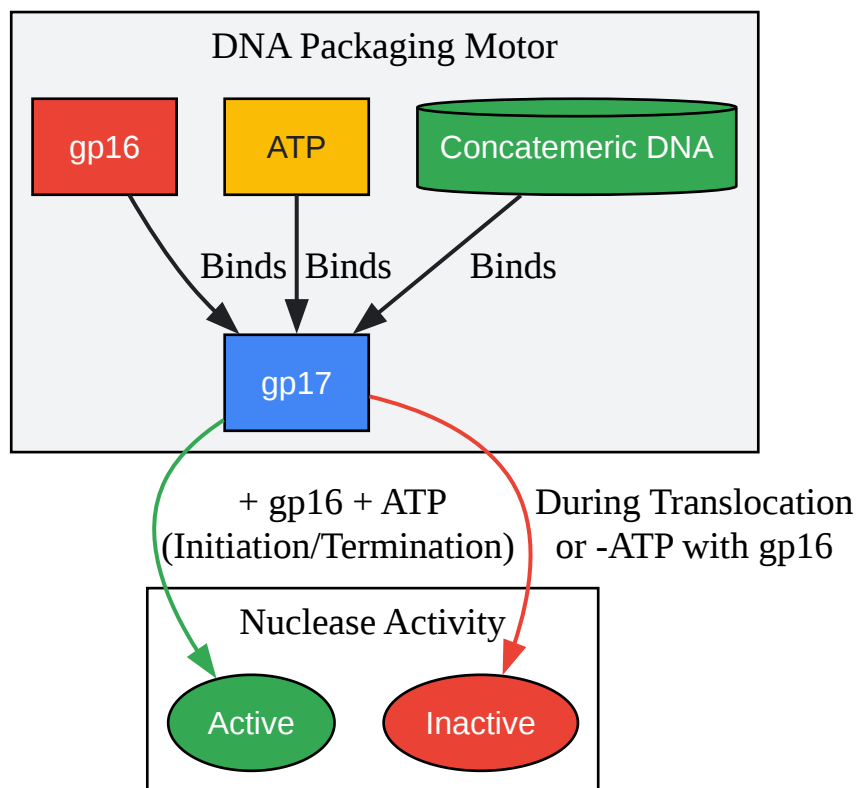 DNA Packaging Motor
gp16
ATP
Concatemeric DNA
Binds
Binds
Binds
gp17
+ gp16 + ATP
(Initiation/Termination)
During Translocation
or -ATP with gp16
Nuclease Activity
Active
Inactive